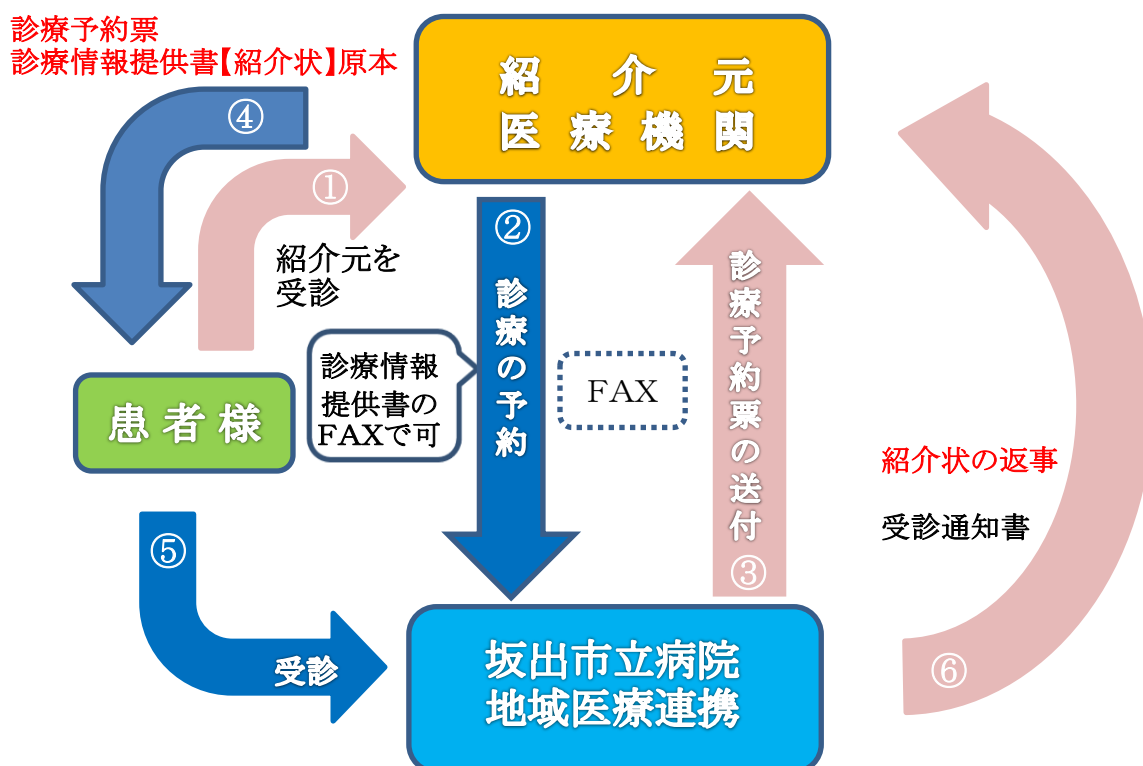 診療予約票
診療情報提供書【紹介状】原本
④
①
紹介元を
受診
紹介元
医療機関
②
診療の予約
診療情報
提供書の
FAXで可
FAX
診療予約票の送付
③
患者様
⑤
受診
坂出市立病院
地域医療連携
紹介状の返事
受診通知書
⑥